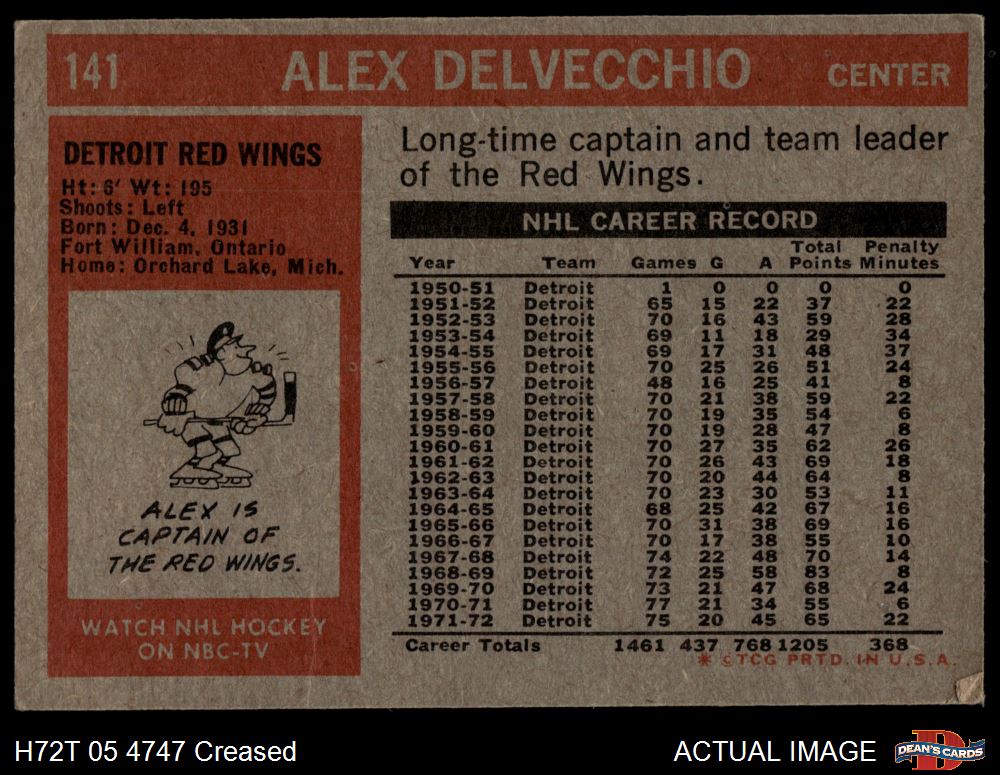 141 ALEX DELVECCHIO CENTER
DETROIT RED WINGS
Ht: 6' Wt: 195
Shoots: Left
Born: Dec. 4, 1931
Fort William, Ontario
Home: Orchard Lake, Mich.
ALEX IS
CAPTAIN OF
THE RED WINGS.
WATCH NHL HOCKEY
ON NBC-TV
Long-time captain and team leader
of the Red Wings.
NHL CAREER RECORD
Total Penalty
Year Team Games G A Points Minutes
1950-51 Detroit 1 0 0 0 0
1951-52 Detroit 65 15 22 37 22
1952-53 Detroit 70 16 43 59 28
1953-54 Detroit 69 11 18 29 34
1954-55 Detroit 69 17 31 48 37
1955-56 Detroit 70 25 26 51 24
1956-57 Detroit 48 16 25 41 8
1957-58 Detroit 70 21 38 59 22
1958-59 Detroit 70 19 35 54 6
1959-60 Detroit 70 19 28 47 8
1960-61 Detroit 70 27 35 62 26
1961-62 Detroit 70 26 43 69 18
1962-63 Detroit 70 20 44 64 8
1963-64 Detroit 70 23 30 53 11
1964-65 Detroit 68 25 42 67 16
1965-66 Detroit 70 31 38 69 16
1966-67 Detroit 70 17 38 55 10
1967-68 Detroit 74 22 48 70 14
1968-69 Detroit 72 25 58 83 8
1969-70 Detroit 73 21 47 68 24
1970-71 Detroit 77 21 34 55 6
1971-72 Detroit 75 20 45 65 22
Career Totals 1461 437 768 1205 368
* © TCG PRTD. IN U.S.A.
H72T 05 4747 Creased
ACTUAL IMAGE
DEAN'S CARDS